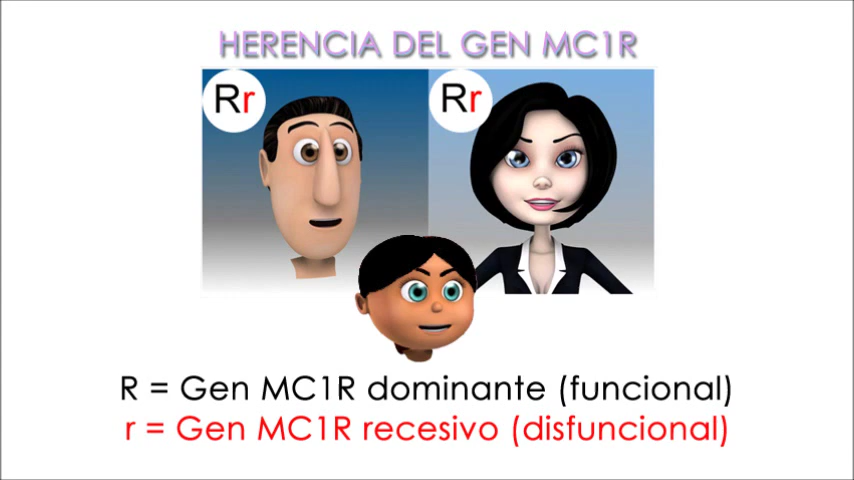 HERENCIA DEL GEN MC1R
Rr
Rr
R = Gen MC1R dominante (funcional)
r = Gen MC1R recesivo (disfuncional)